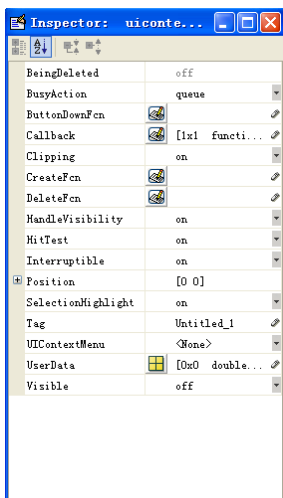 Inspector: uiconte...
BeingDeleted off
BusyAction queue
ButtonDownFcn
Callback [1x1 functi...
Clipping on
CreateFcn
DeleteFcn
HandleVisibility on
HitTest on
Interruptible on
Position [0 0]
SelectionHighlight on
Tag Untitled_1
UIContextMenu <None>
UserData [0x0 double...
Visible off